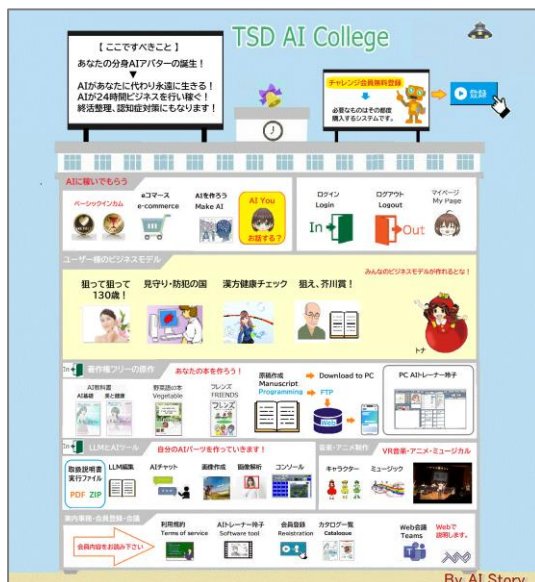 TSD AI College
【 ここですべきこと 】
あなたの分身AIアバターの誕生！
▼
AIがあなたに代わり永遠に生きる！
AIが24時間ビジネスを行い稼ぐ！
終活整理、認知症対策にもなります！
チャレンジ会員無料登録
必要なものはその都度
購入するシステムです。
登録
AIに稼いでもらう
ベーシックインカム
eコマース
e-commerce
AIを作ろう
Make AI
AI You
お話する？
ログイン
Login
In
ログアウト
Logout
Out
マイページ
My Page
ユーザー様のビジネスモデル
みんなのビジネスモデルが作れるとな！
狙って狙って
130歳！
見守り・防犯の国
漢方健康チェック
狙え、芥川賞！
トナ
In
著作権フリーの原作
あなたの本を作ろう！
AI教科書
AI基礎
美と健康
野菜語の本
Vegetable
フレンズ
FRIENDS
フレンズ
原稿作成
Manuscript
Programming
Download to PC
FTP
Web
PC AIトレーナー玲子
In
LLMとAIツール
自分のAIパーツを作っていきます！
取扱説明書
実行ファイル
PDF ZIP
LLM編集
AIチャット
画像作成
画像解析
コンソール
音楽・アニメ制作
VR音楽・アニメ・ミュージカル
キャラクター
ミュージック
案内事務・会員登録・会議
会員内容をお読み下さい
利用規約
Terms of service
AIトレーナー玲子
Software tool
会員登録
Reaistration
カタログ一覧
Cataloaue
Web会議
Teams
Webで
説明します。
By AI Story